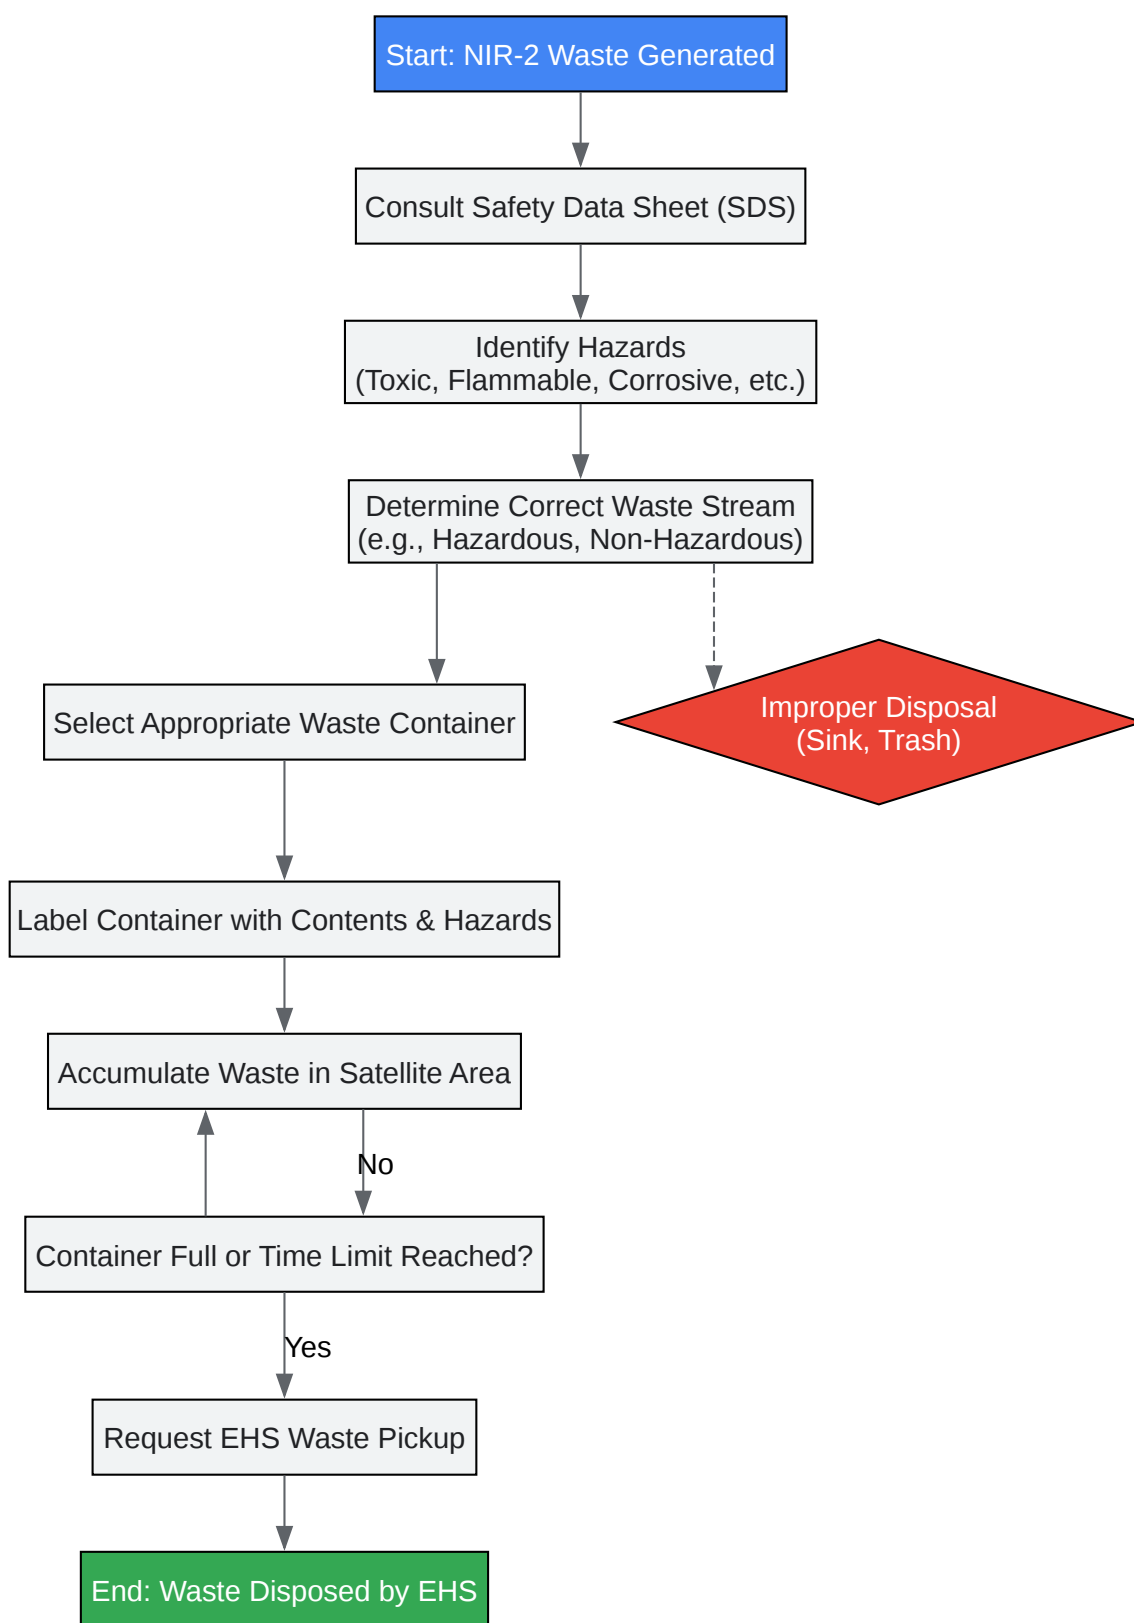 Start: NIR-2 Waste Generated
Consult Safety Data Sheet (SDS)
Identify Hazards
(Toxic, Flammable, Corrosive, etc.)
Determine Correct Waste Stream
(e.g., Hazardous, Non-Hazardous)
Select Appropriate Waste Container
Improper Disposal
(Sink, Trash)
Label Container with Contents & Hazards
Accumulate Waste in Satellite Area
No
Container Full or Time Limit Reached?
Yes
Request EHS Waste Pickup
End: Waste Disposed by EHS